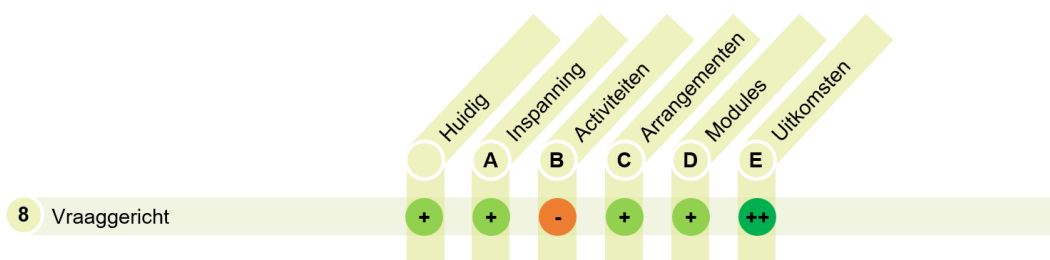 Huidig
Inspanning
Activiteiten
Arrangementen
Modules
Uitkomsten
A B C D E
8 Vraaggericht + + - + + ++